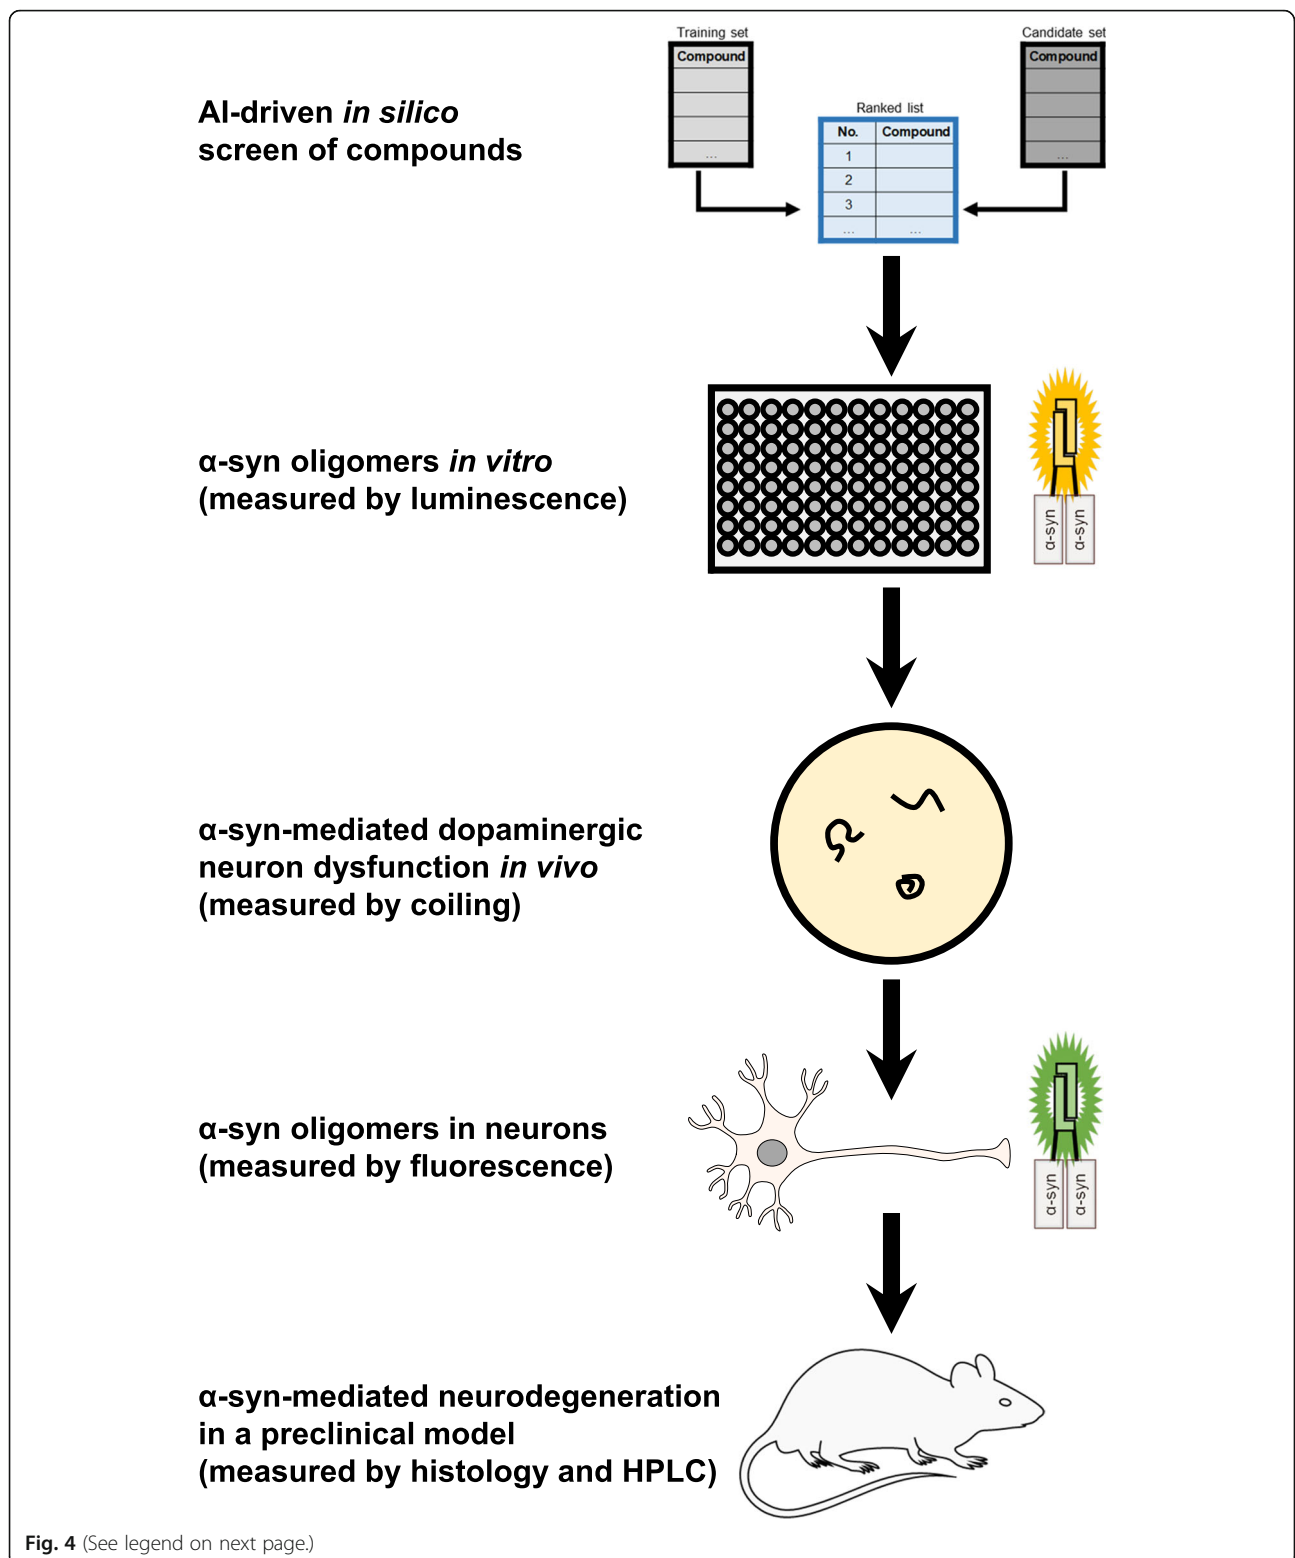 Training set
Candidate set
Compound
Compound
...
...
Ranked list
No. Compound
1
2
3
... ...
AI-driven in silico
screen of compounds
α-syn oligomers in vitro
(measured by luminescence)
α-syn
α-syn
α-syn-mediated dopaminergic
neuron dysfunction in vivo
(measured by coiling)
α-syn oligomers in neurons
(measured by fluorescence)
α-syn
α-syn
α-syn-mediated neurodegeneration
in a preclinical model
(measured by histology and HPLC)
Fig. 4 (See legend on next page.)